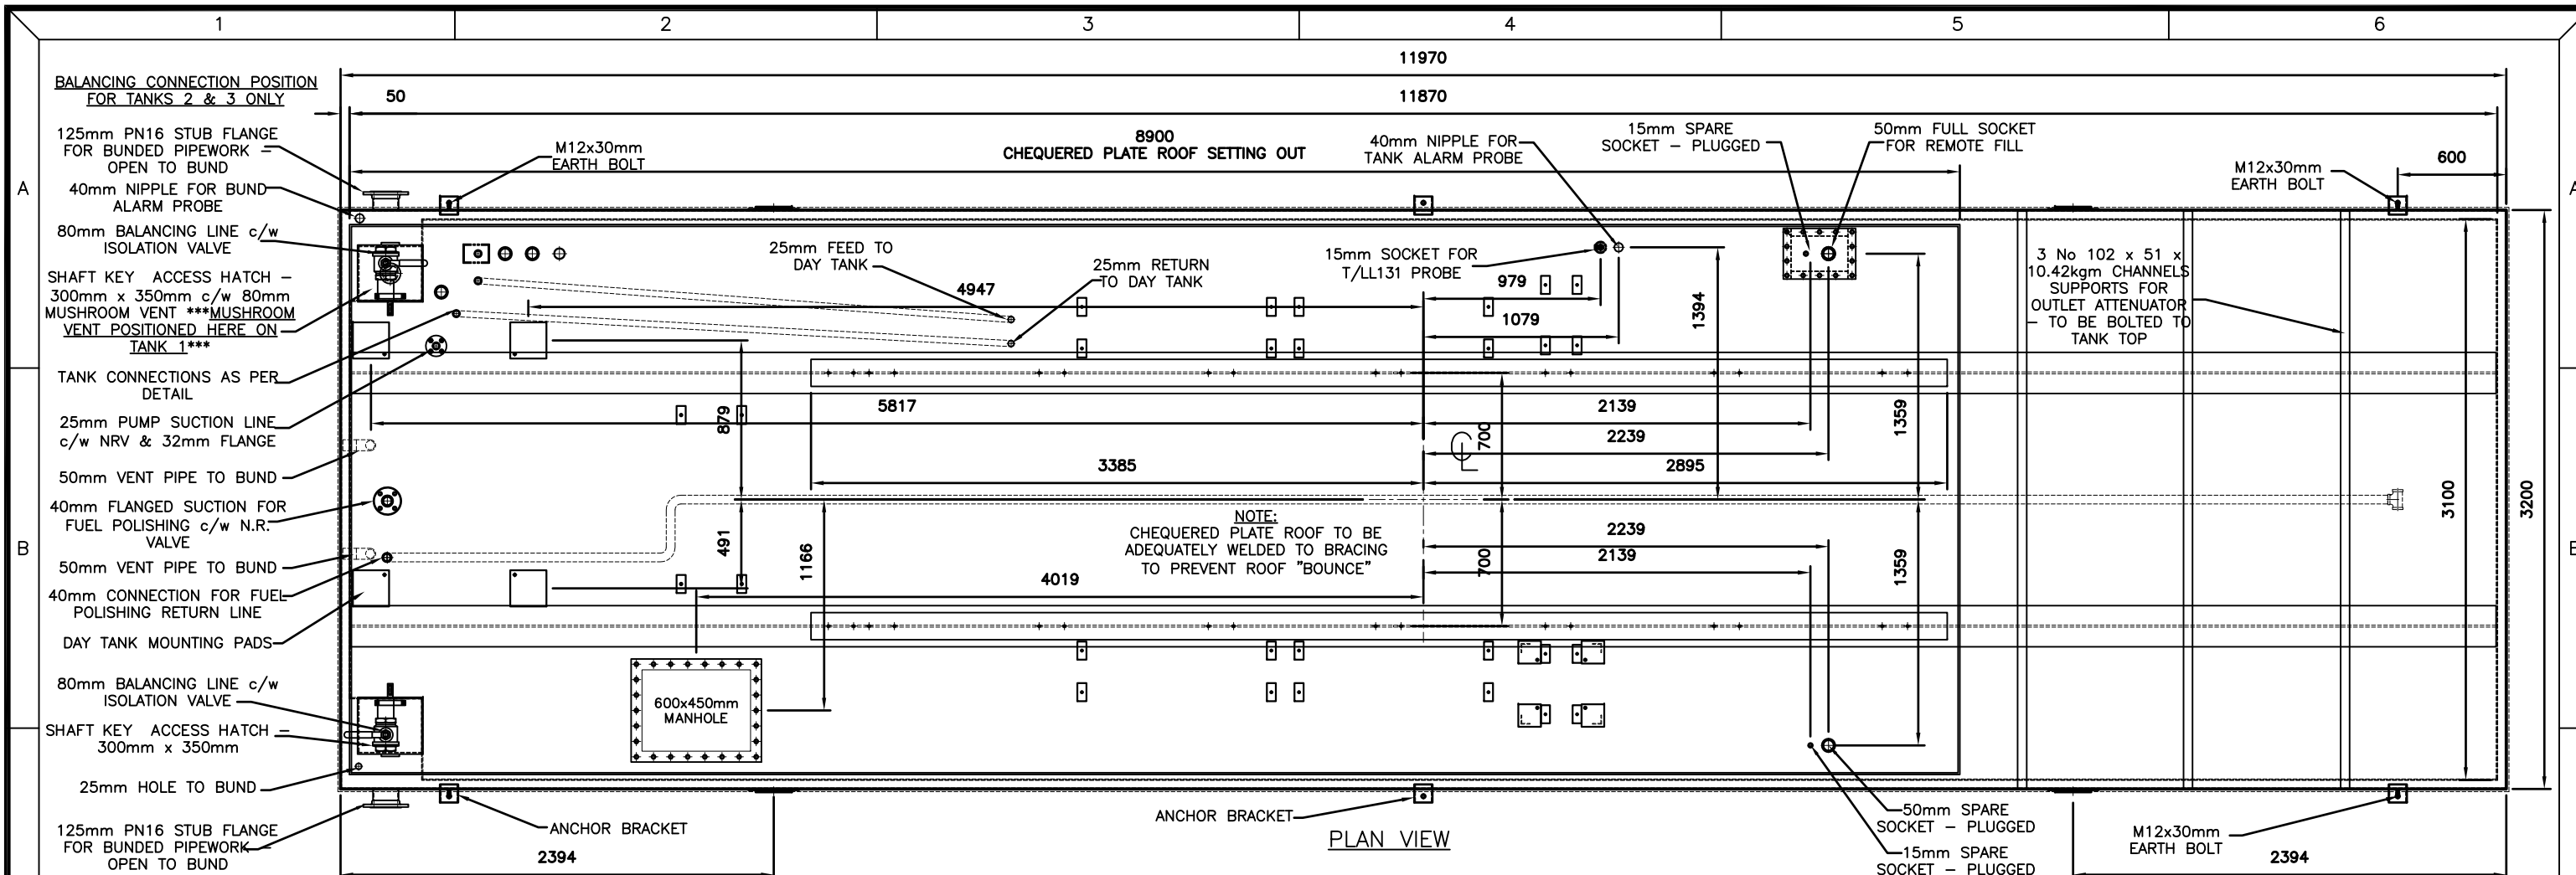 1
2
3
4
5
6
11970
BALANCING CONNECTION POSITION
FOR TANKS 2 & 3 ONLY
50
11870
125mm PN16 STUB FLANGE
FOR BUNDED PIPEWORK –
OPEN TO BUND
M12x30mm
EARTH BOLT
8900
CHEQUERED PLATE ROOF SETTING OUT
40mm NIPPLE FOR
TANK ALARM PROBE
15mm SPARE
SOCKET – PLUGGED
50mm FULL SOCKET
FOR REMOTE FILL
M12x30mm
EARTH BOLT
600
A
A
40mm NIPPLE FOR BUND
ALARM PROBE
80mm BALANCING LINE c/w
ISOLATION VALVE
SHAFT KEY ACCESS HATCH –
300mm x 350mm c/w 80mm
MUSHROOM VENT ***MUSHROOM
VENT POSITIONED HERE ON
TANK 1***
25mm FEED TO
DAY TANK
25mm RETURN
TO DAY TANK
15mm SOCKET FOR
T/LL131 PROBE
979
4947
1079
1394
3 No 102 x 51 x
10.42kgm CHANNELS
SUPPORTS FOR
OUTLET ATTENUATOR
– TO BE BOLTED TO
TANK TOP
TANK CONNECTIONS AS PER
DETAIL
25mm PUMP SUCTION LINE
c/w NRV & 32mm FLANGE
50mm VENT PIPE TO BUND
879
5817
2139
1359
2239
700
CL
3385
2895
40mm FLANGED SUCTION FOR
FUEL POLISHING c/w N.R.
VALVE
B
B
50mm VENT PIPE TO BUND
40mm CONNECTION FOR FUEL
POLISHING RETURN LINE
DAY TANK MOUNTING PADS
491
1166
NOTE:
CHEQUERED PLATE ROOF TO BE
ADEQUATELY WELDED TO BRACING
TO PREVENT ROOF "BOUNCE"
4019
2239
2139
700
1359
3100
3200
80mm BALANCING LINE c/w
ISOLATION VALVE
SHAFT KEY ACCESS HATCH –
300mm x 350mm
25mm HOLE TO BUND
125mm PN16 STUB FLANGE
FOR BUNDED PIPEWORK –
OPEN TO BUND
600x450mm
MANHOLE
ANCHOR BRACKET
2394
ANCHOR BRACKET
PLAN VIEW
50mm SPARE
SOCKET – PLUGGED
15mm SPARE
SOCKET – PLUGGED
M12x30mm
EARTH BOLT
2394